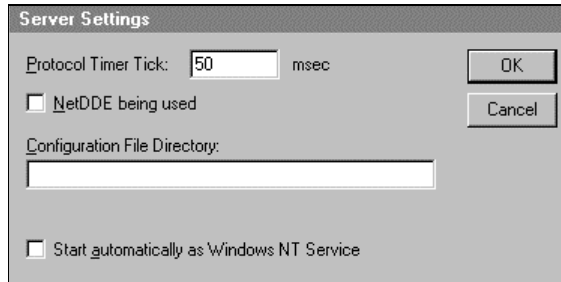 Server Settings
Protocol Timer Tick: 50 msec
OK
NetDDE being used
Cancel
Configuration File Directory:
Start automatically as Windows NT Service